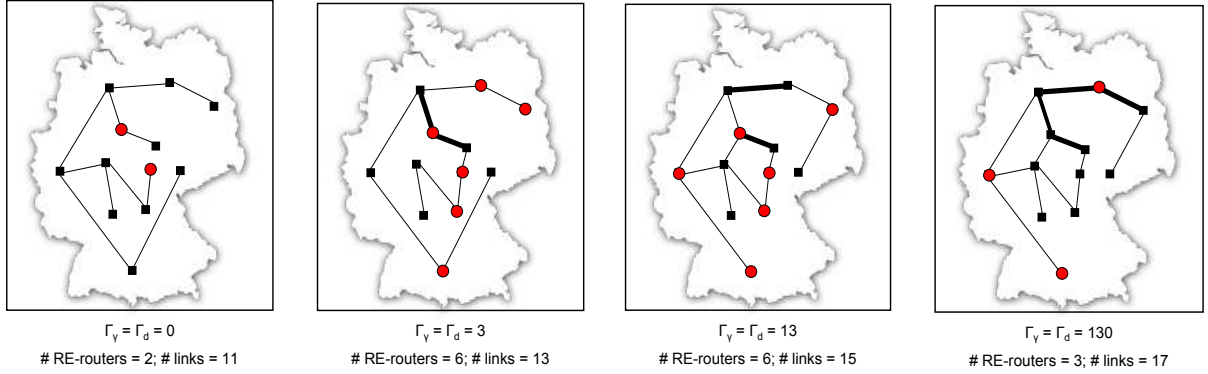 Γγ = Γd = 0
# RE-routers = 2; # links = 11
Γγ = Γd = 3
# RE-routers = 6; # links = 13
Γγ = Γd = 13
# RE-routers = 6; # links = 15
Γγ = Γd = 130
# RE-routers = 3; # links = 17